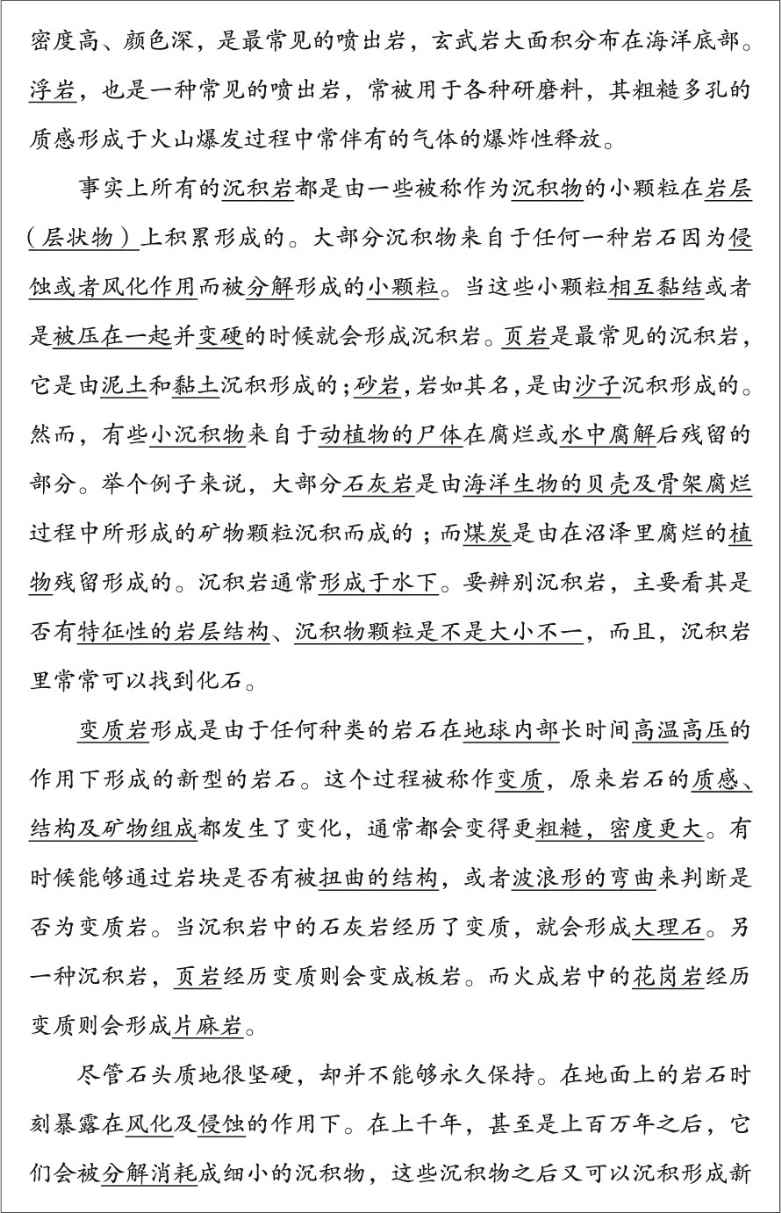 密度高、颜色深，是最常见的喷出岩，玄武岩大面积分布在海洋底部。
浮岩，也是一种常见的喷出岩，常被用于各种研磨料，其粗糙多孔的
质感形成于火山爆发过程中常伴有的气体的爆炸性释放。
事实上所有的沉积岩都是由一些被称作为沉积物的小颗粒在岩层
(层状物）上积累形成的。大部分沉积物来自于任何一种岩石因为侵
蚀或者风化作用而被分解形成的小颗粒。当这些小颗粒相互黏结或者
是被压在一起并变硬的时候就会形成沉积岩。页岩是最常见的沉积岩，
它是由泥土和黏土沉积形成的；砂岩，岩如其名，是由沙子沉积形成的。
然而，有些小沉积物来自于动植物的尸体在腐烂或水中腐解后残留的
部分。举个例子来说，大部分石灰岩是由海洋生物的贝壳及骨架腐烂
过程中所形成的矿物颗粒沉积而成的；而煤炭是由在沼泽里腐烂的植
物残留形成的。沉积岩通常形成于水下。要辨别沉积岩，主要看其是
否有特征性的岩层结构、沉积物颗粒是不是大小不一，而且，沉积岩
里常常可以找到化石。
变质岩形成是由于任何种类的岩石在地球内部长时间高温高压的
作用下形成的新型的岩石。这个过程被称作变质，原来岩石的质感、
结构及矿物组成都发生了变化，通常都会变得更粗糙，密度更大。有
时候能够通过岩块是否有被扭曲的结构，或者波浪形的弯曲来判断是
否为变质岩。当沉积岩中的石灰岩经历了变质，就会形成大理石。另
一种沉积岩，页岩经历变质则会变成板岩。而火成岩中的花岗岩经历
变质则会形成片麻岩。
尽管石头质地很坚硬，却并不能够永久保持。在地面上的岩石时
刻暴露在风化及侵蚀的作用下。在上千年，甚至是上百万年之后，它
们会被分解消耗成细小的沉积物，这些沉积物之后又可以沉积形成新